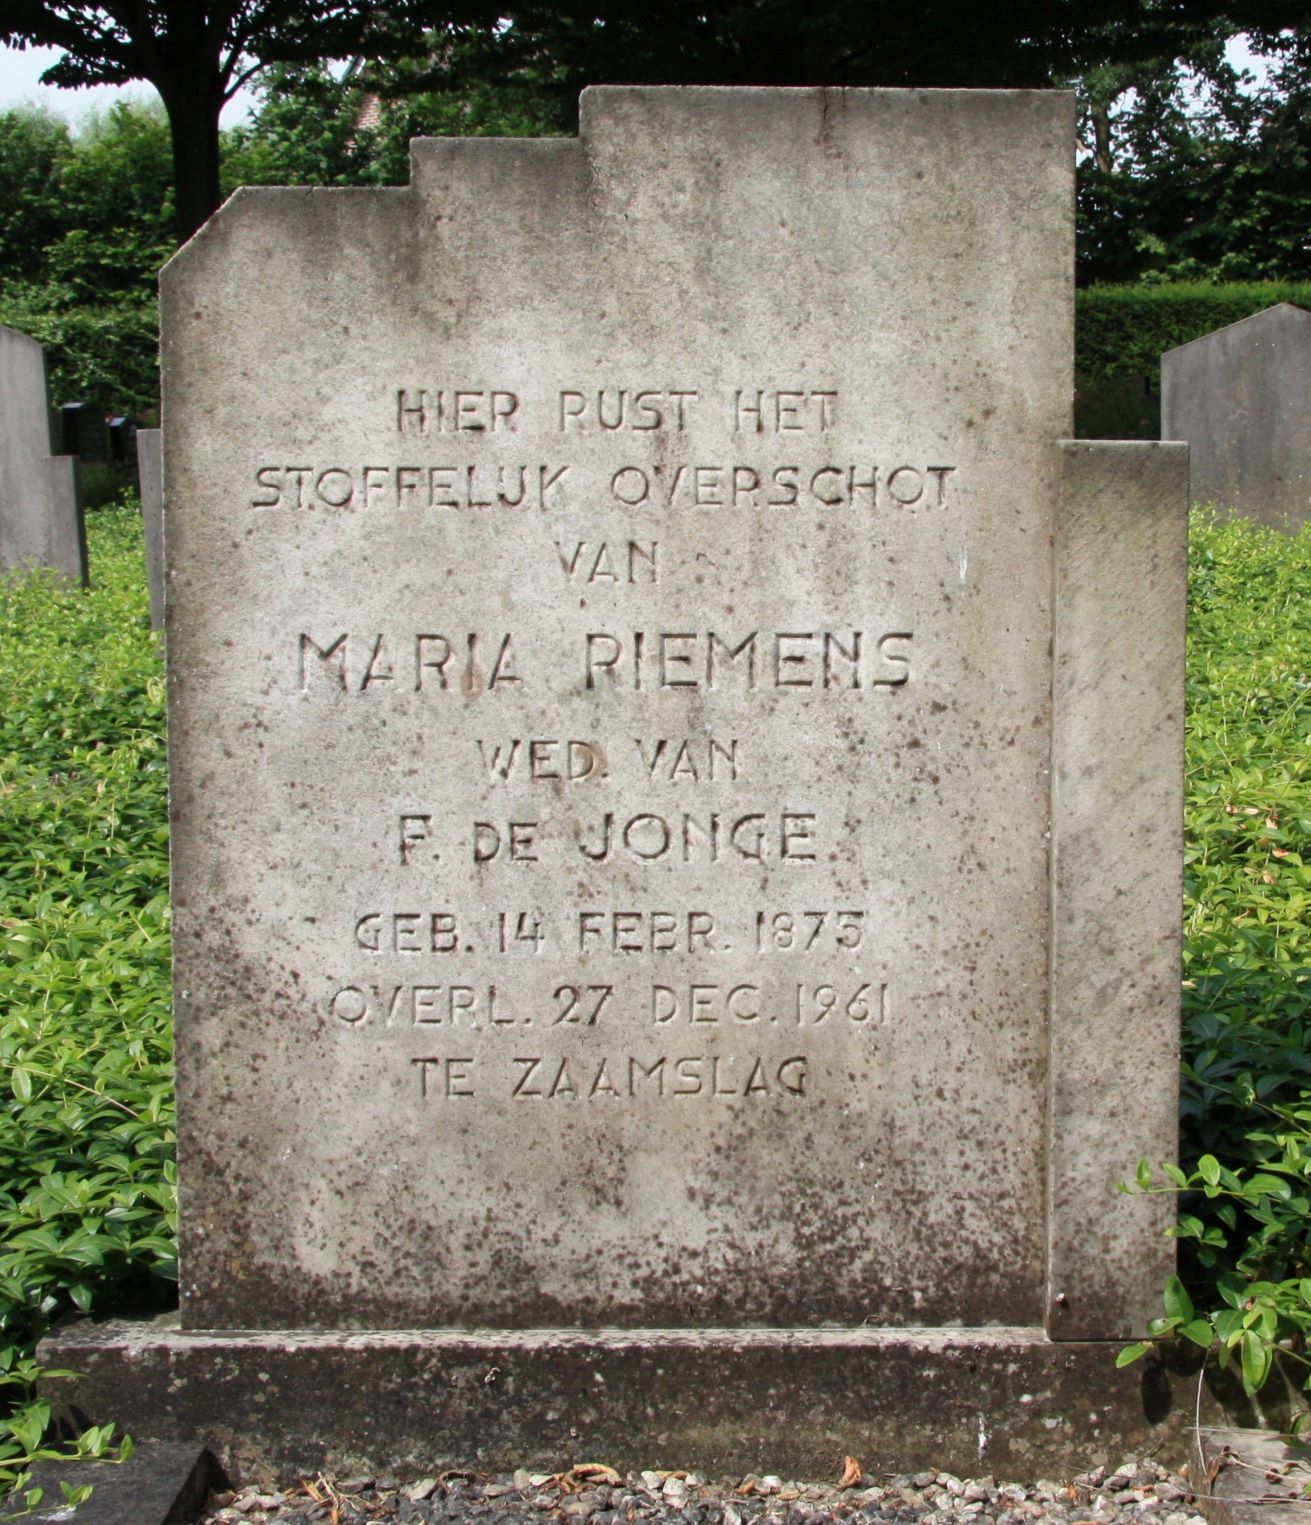 HIER RUST HET
STOFFELIJK OVERSCHOT
VAN
MARIA RIEMENS
WED. VAN
F. DE JONGE
GEB. 14 FEBR. 1875
OVERL. 27 DEC. 1961
TE ZAAMSLAG